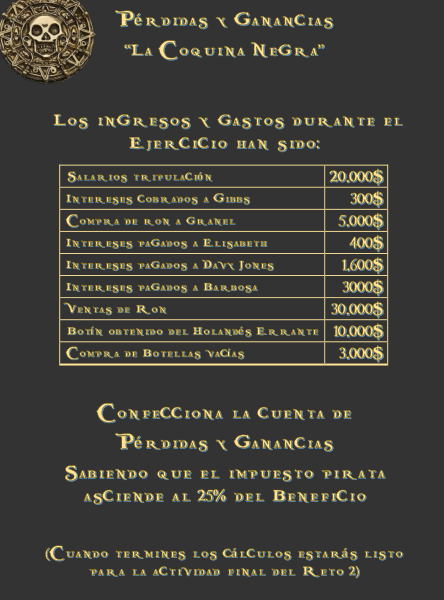 Pérdidas y Ganancias
“La Coquina Negra”
Los ingresos y Gastos durante el
Ejercicio han sido:
Salarios tripulación 20,000$
Intereses cobrados a Gibbs 300$
Compra de ron a Granel 5,000$
Intereses pagados a Elisabeth 400$
Intereses pagados a Davy Jones 1,600$
Intereses pagados a Barbosa 3000$
Ventas de Ron 30,000$
Botín obtenido del Holandés Errante 10,000$
Compra de Botellas vacías 3,000$
Confecciona la Cuenta de
Pérdidas y Ganancias
Sabiendo que el impuesto pirata
asciende al 25% del Beneficio
(Cuando termines los cálculos estarás listo
para la actividad final del Reto 2)